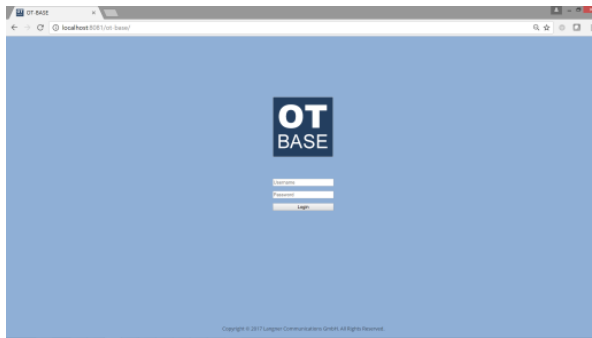 OT-BASE
localhost:8081/ot-base/
OT
BASE
Username
Password
Login
Copyright © 2017 Langner Communications GmbH. All Rights Reserved.